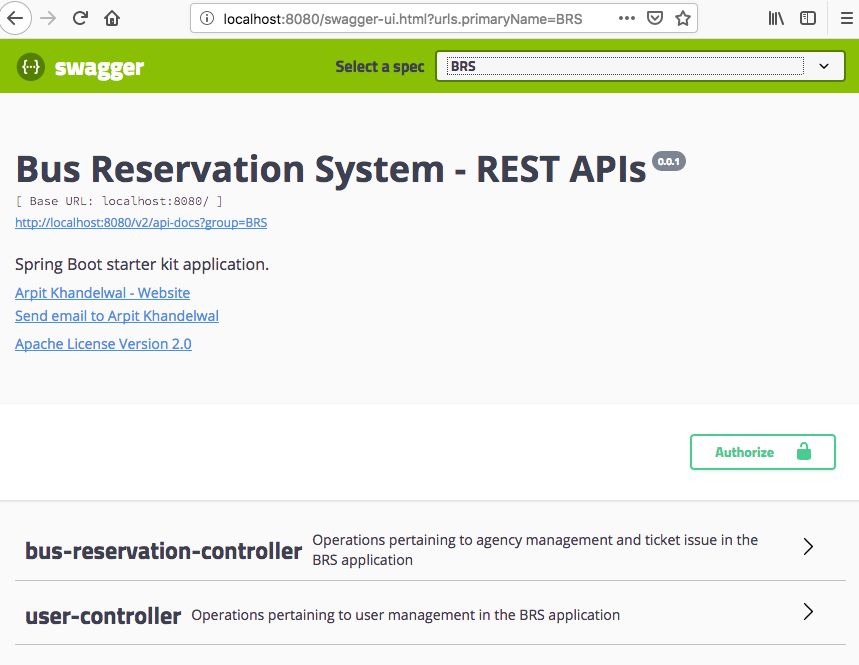 localhost:8080/swagger-ui.html?urls.primaryName=BRS
{···} swagger Select a spec BRS
Bus Reservation System - REST APIs 0.0.1
[ Base URL: localhost:8080/ ]
http://localhost:8080/v2/api-docs?group=BRS
Spring Boot starter kit application.
Arpit Khandelwal - Website
Send email to Arpit Khandelwal
Apache License Version 2.0
Authorize
bus-reservation-controller Operations pertaining to agency management and ticket issue in the
BRS application
user-controller Operations pertaining to user management in the BRS application